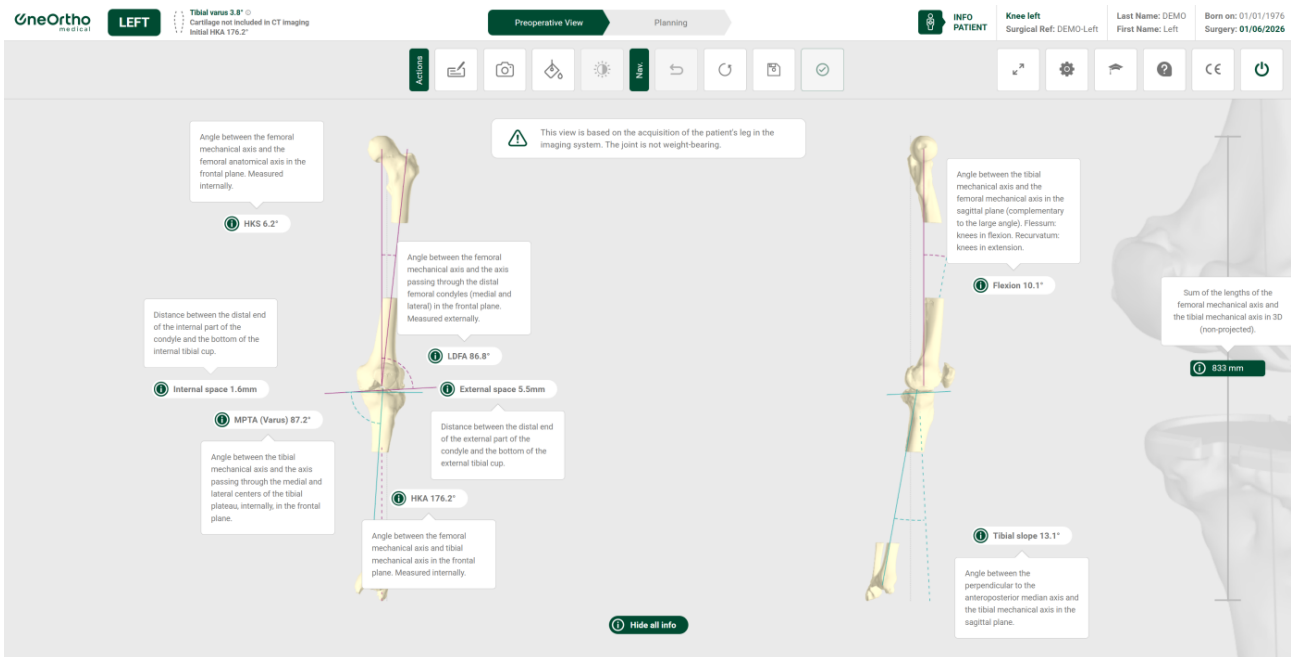 OneOrtho
medical
LEFT
Tibial varus 3.8°
Cartilage not included in CT imaging
Initial HKA 176.2°
Preoperative View
Planning
INFO
PATIENT
Knee left
Surgical Ref: DEMO-Left
Last Name: DEMO
First Name: Left
Born on: 01/01/1976
Surgery: 01/06/2026
Actions
Nav.
CE
This view is based on the acquisition of the patient's leg in the
imaging system. The joint is not weight-bearing.
Angle between the femoral
mechanical axis and the
femoral anatomical axis in the
frontal plane. Measured
internally.
HKS 6.2°
Angle between the femoral
mechanical axis and the axis
passing through the distal
femoral condyles (medial and
lateral) in the frontal plane.
Measured externally.
LDFA 86.8°
Distance between the distal end
of the internal part of the
condyle and the bottom of the
internal tibial cup.
Internal space 1.6mm
External space 5.5mm
Distance between the distal end
of the external part of the
condyle and the bottom of the
external tibial cup.
MPTA (Varus) 87.2°
Angle between the tibial
mechanical axis and the axis
passing through the medial and
lateral centers of the tibial
plateau, internally, in the frontal
plane.
HKA 176.2°
Angle between the femoral
mechanical axis and tibial
mechanical axis in the frontal
plane. Measured internally.
Angle between the tibial
mechanical axis and the
femoral mechanical axis in the
sagittal plane (complementary
to the large angle). Flessum:
knees in flexion. Recurvatum:
knees in extension.
Flexion 10.1°
Sum of the lengths of the
femoral mechanical axis and
the tibial mechanical axis in 3D
(non-projected).
833 mm
Tibial slope 13.1°
Angle between the
perpendicular to the
anteroposterior median axis and
the tibial mechanical axis in the
sagittal plane.
Hide all info